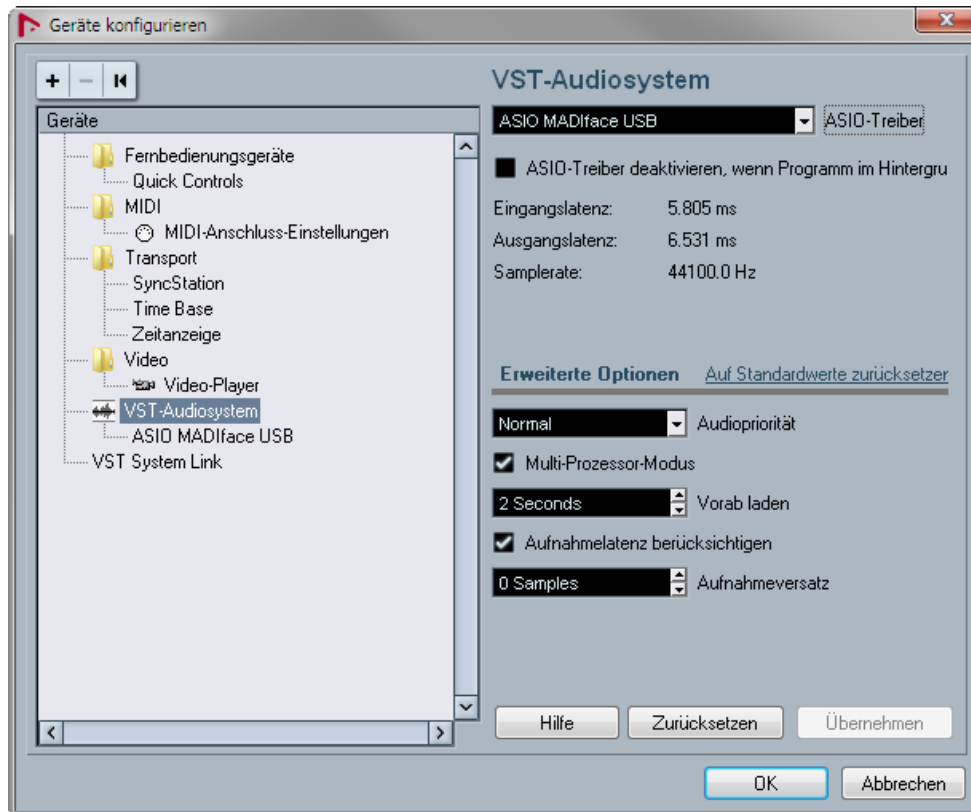 Geräte konfigurieren
Geräte
Fernbedienungsgeräte
Quick Controls
MIDI
MIDI-Anschluss-Einstellungen
Transport
SyncStation
Time Base
Zeitanzeige
Video
Video-Player
VST-Audiosystem
ASIO MADIface USB
VST System Link
VST-Audiosystem
ASIO MADIface USB ASIO-Treiber
ASIO-Treiber deaktivieren, wenn Programm im Hintergru
Eingangslatenz: 5.805 ms
Ausgangslatenz: 6.531 ms
Samplerate: 44100.0 Hz
Erweiterte Optionen Auf Standardwerte zurücksetzer
Normal Audiopriorität
Multi-Prozessor-Modus
2 Seconds Vorab laden
Aufnahmelatenz berücksichtigen
0 Samples Aufnahmeversatz
Hilfe Zurücksetzen Übernehmen
OK Abbrechen